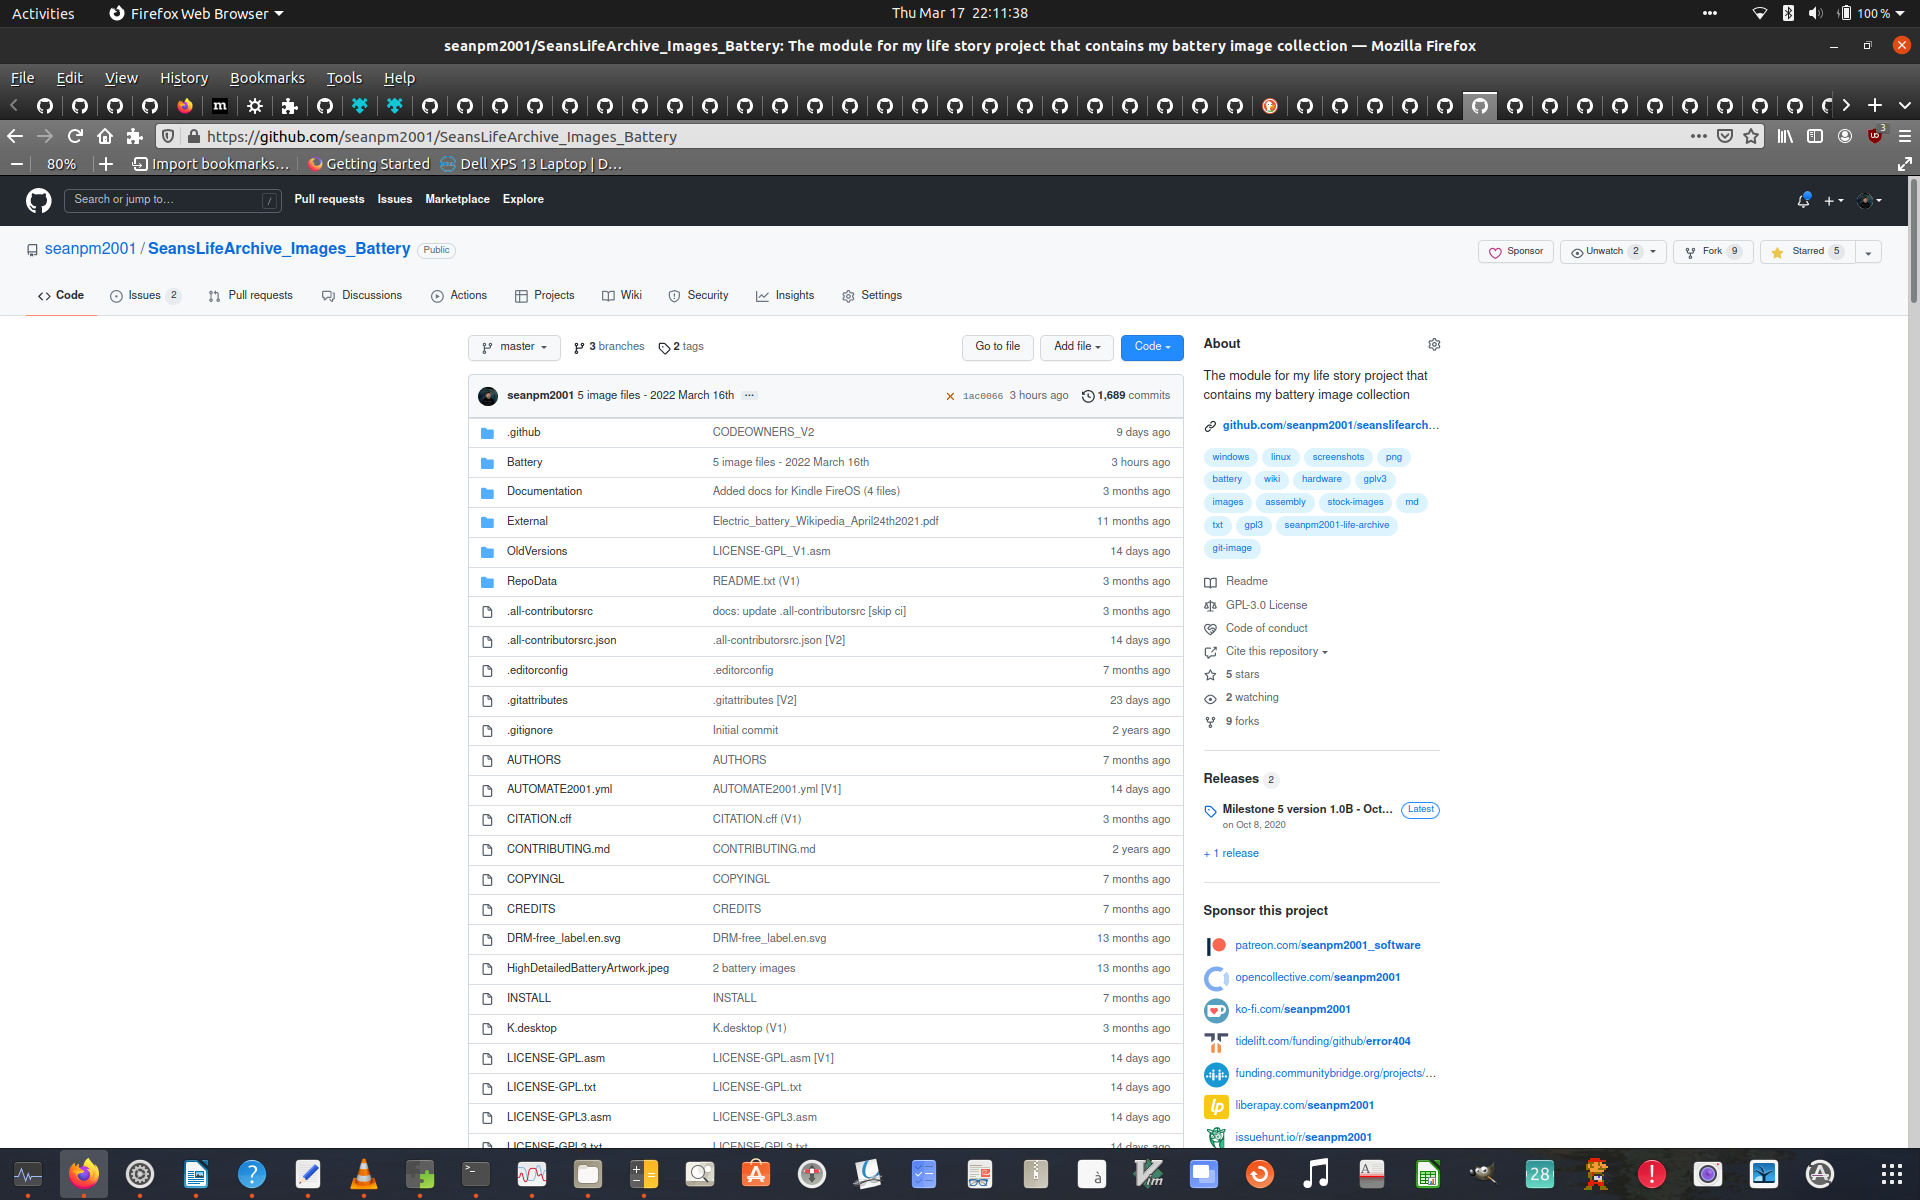 Activities
Firefox Web Browser
Thu Mar 17 22:11:38
100 %
seanpm2001/SeansLifeArchive_Images_Battery: The module for my life story project that contains my battery image collection — Mozilla Firefox
File Edit View History Bookmarks Tools Help
https://github.com/seanpm2001/SeansLifeArchive_Images_Battery
3
80%
Import bookmarks...
Getting Started
Dell XPS 13 Laptop | D...
Search or jump to...
/
Pull requests Issues Marketplace Explore
seanpm2001 / SeansLifeArchive_Images_Battery Public
Sponsor
Unwatch 2
Fork 9
Starred 5
Code
Issues 2
Pull requests
Discussions
Actions
Projects
Wiki
Security
Insights
Settings
master
3 branches
2 tags
Go to file
Add file
Code
seanpm2001 5 image files - 2022 March 16th ...
1ac0066 3 hours ago
1,689 commits
.github CODEOWNERS_V2 9 days ago
Battery 5 image files - 2022 March 16th 3 hours ago
Documentation Added docs for Kindle FireOS (4 files) 3 months ago
External Electric_battery_Wikipedia_April24th2021.pdf 11 months ago
OldVersions LICENSE-GPL_V1.asm 14 days ago
RepoData README.txt (V1) 3 months ago
.all-contributorsrc docs: update .all-contributorsrc [skip ci] 3 months ago
.all-contributorsrc.json .all-contributorsrc.json [V2] 14 days ago
.editorconfig .editorconfig 7 months ago
.gitattributes .gitattributes [V2] 23 days ago
.gitignore Initial commit 2 years ago
AUTHORS AUTHORS 7 months ago
AUTOMATE2001.yml AUTOMATE2001.yml [V1] 14 days ago
CITATION.cff CITATION.cff (V1) 3 months ago
CONTRIBUTING.md CONTRIBUTING.md 2 years ago
COPYINGL COPYINGL 7 months ago
CREDITS CREDITS 7 months ago
DRM-free_label.en.svg DRM-free_label.en.svg 13 months ago
HighDetailedBatteryArtwork.jpeg 2 battery images 13 months ago
INSTALL INSTALL 7 months ago
K.desktop K.desktop (V1) 3 months ago
LICENSE-GPL.asm LICENSE-GPL.asm [V1] 14 days ago
LICENSE-GPL.txt LICENSE-GPL.txt 14 days ago
LICENSE-GPL3.asm LICENSE-GPL3.asm 14 days ago
LICENSE-GPL3.txt LICENSE-GPL3.txt 14 days ago
About
The module for my life story project that
contains my battery image collection
github.com/seanpm2001/seanslifearch...
windows linux screenshots png
battery wiki hardware gplv3
images assembly stock-images md
txt gpl3 seanpm2001-life-archive
git-image
Readme
GPL-3.0 License
Code of conduct
Cite this repository
5 stars
2 watching
9 forks
Releases 2
Milestone 5 version 1.0B - Oct... Latest
on Oct 8, 2020
+ 1 release
Sponsor this project
patreon.com/seanpm2001_software
opencollective.com/seanpm2001
ko-fi.com/seanpm2001
tidelift.com/funding/github/error404
funding.communitybridge.org/projects/...
liberapay.com/seanpm2001
issuehunt.io/r/seanpm2001
28